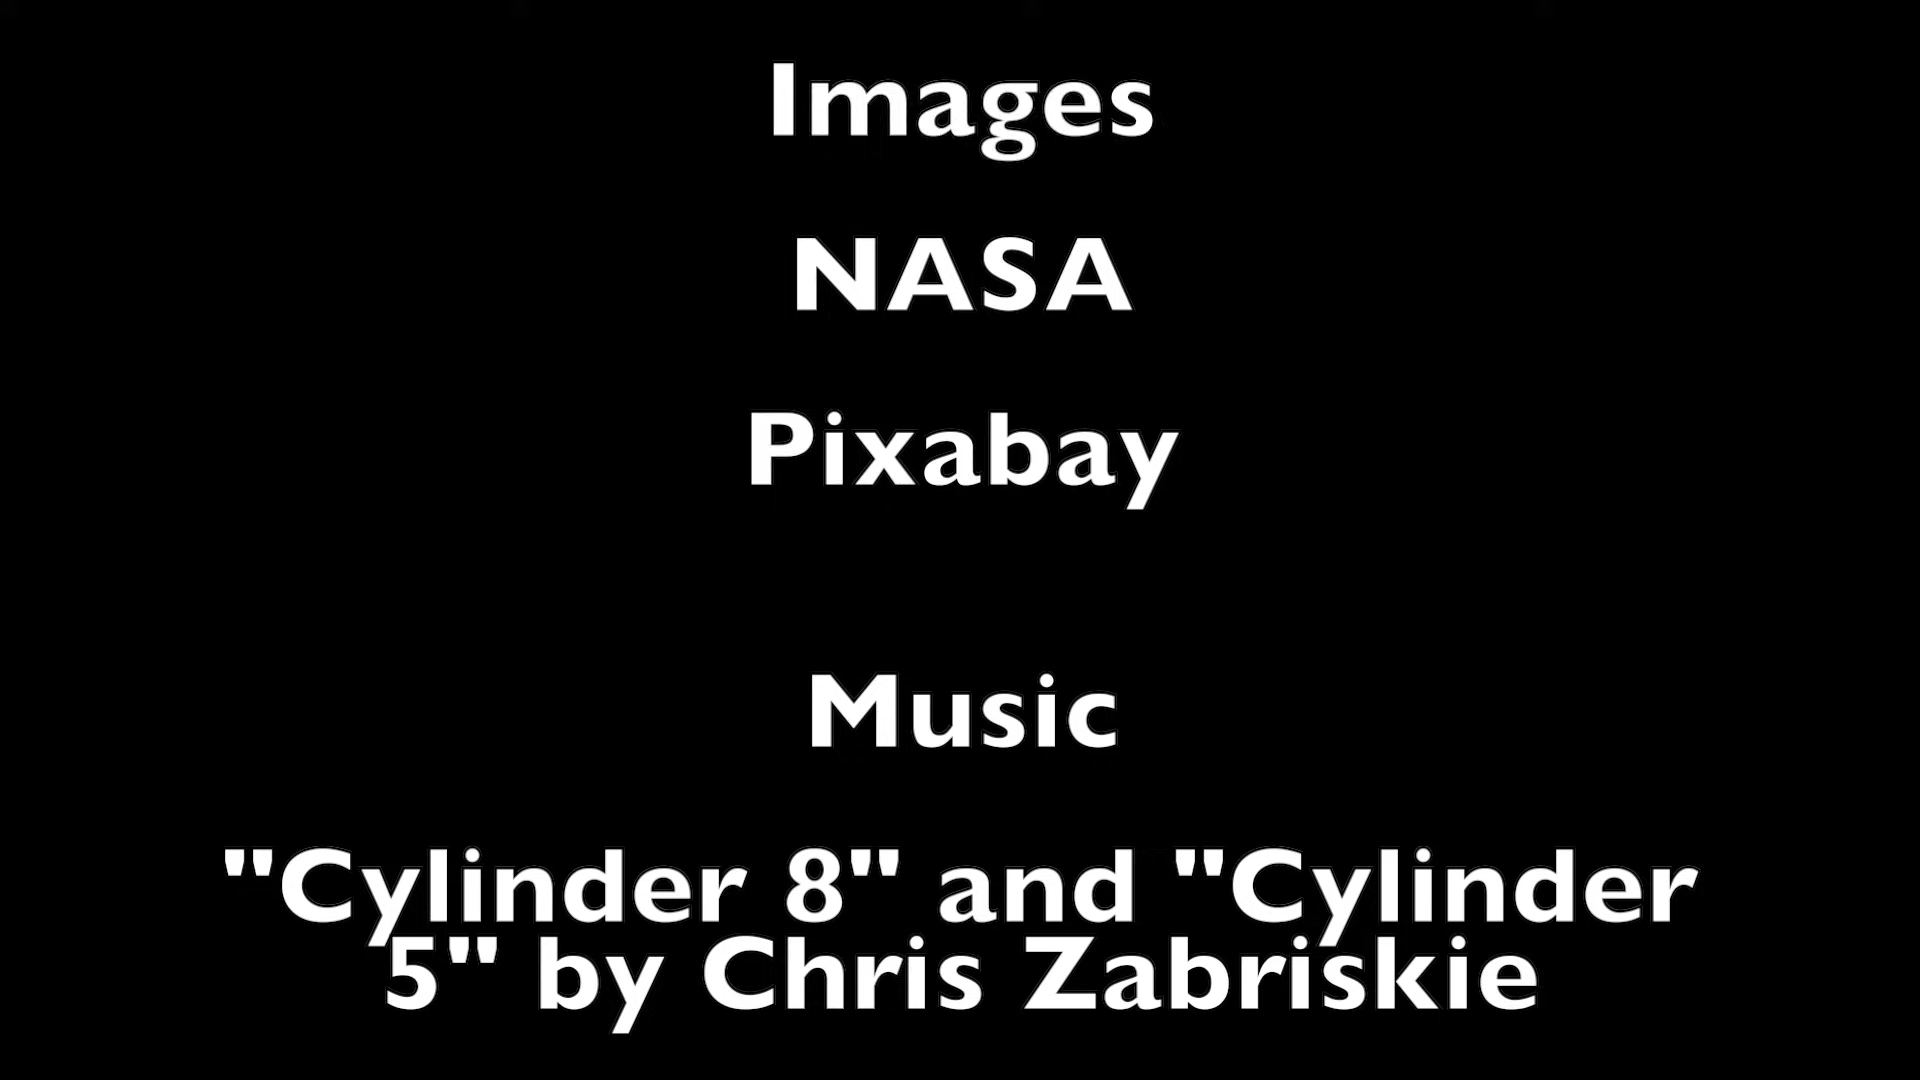 Images
NASA
Pixabay
Music
"Cylinder 8" and "Cylinder
5" by Chris Zabriskie